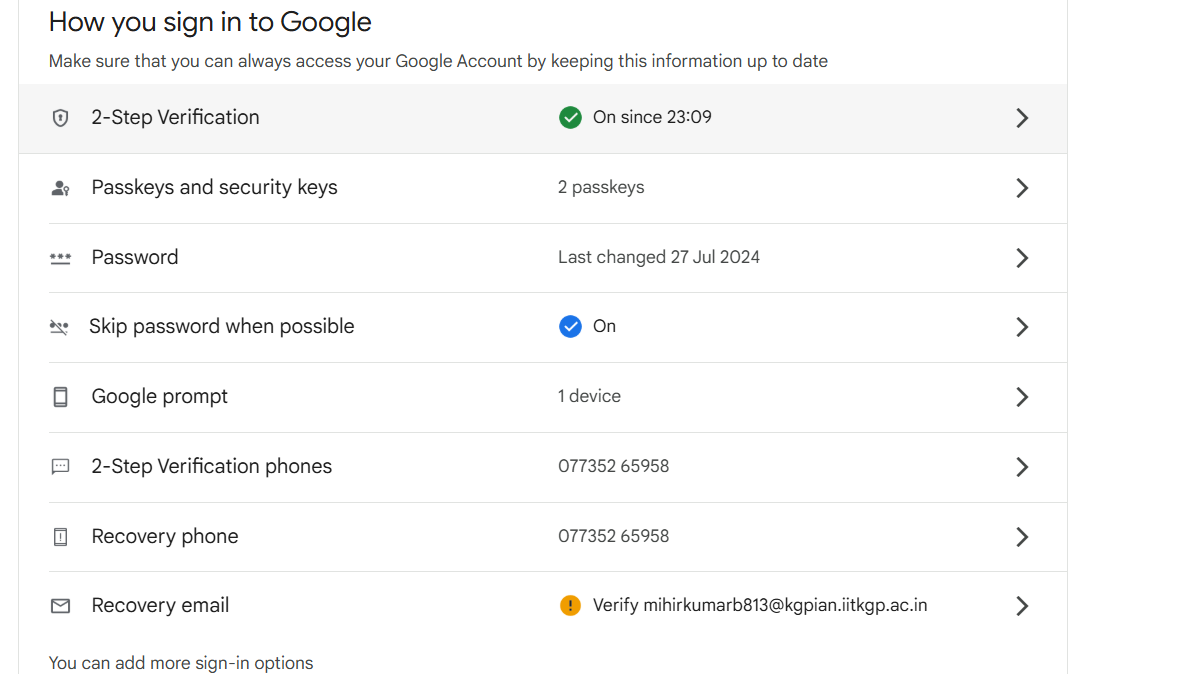 How you sign in to Google
Make sure that you can always access your Google Account by keeping this information up to date
2-Step Verification On since 23:09
Passkeys and security keys 2 passkeys
Password Last changed 27 Jul 2024
Skip password when possible On
Google prompt 1 device
2-Step Verification phones 077352 65958
Recovery phone 077352 65958
Recovery email Verify mihirkumarb813@kgpian.iitkgp.ac.in
You can add more sign-in options